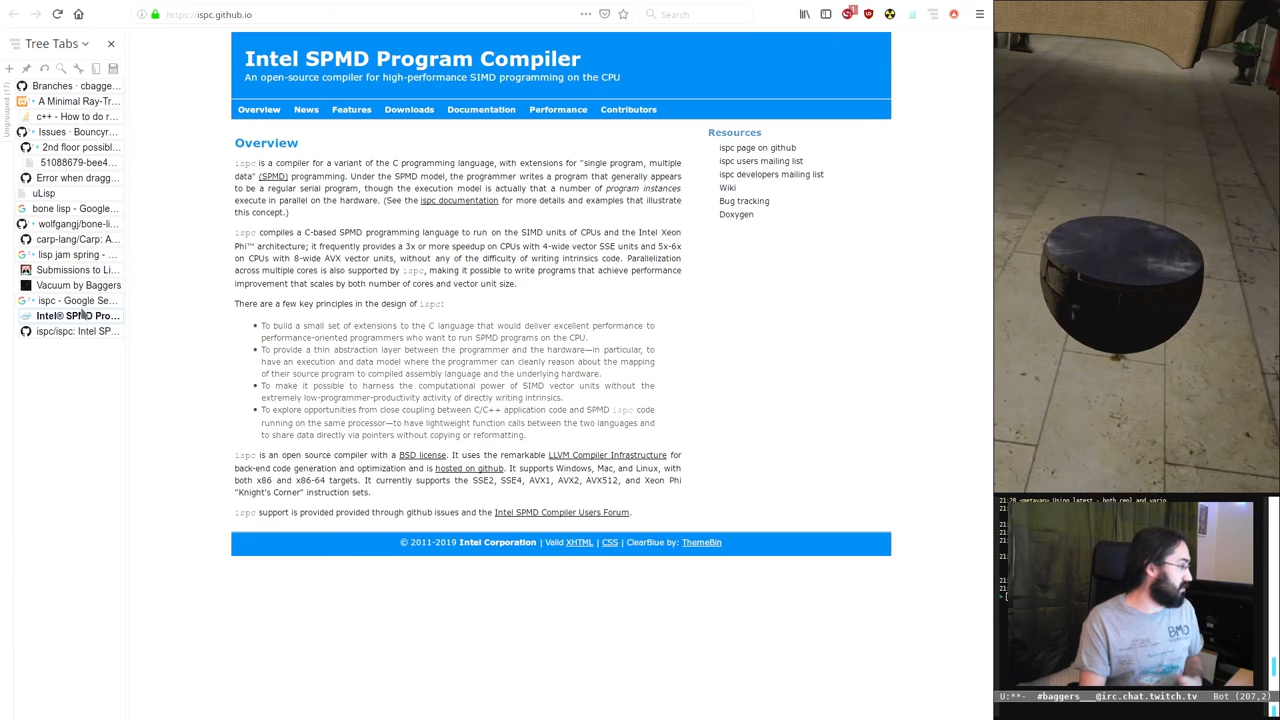 https://ispc.github.io
Search
1
Tree Tabs
Ungrouped (17)
Branches · cbagge...
A Minimal Ray-Tr...
c++ - How to do r...
Issues · Bouncyr...
2nd floor possibl...
51088679-bee4...
Error when dragg...
uLisp
bone lisp - Google...
wolfgangj/bone-li...
carp-lang/Carp: A...
lisp jam spring - ...
Submissions to Li...
Vacuum by Baggers
ispc - Google Se...
Intel® SPMD Pro...
ispc/ispc: Intel SP...
Intel SPMD Program Compiler
An open-source compiler for high-performance SIMD programming on the CPU
Overview News Features Downloads Documentation Performance Contributors
Overview
ispc is a compiler for a variant of the C programming language, with extensions for "single program, multiple
data" (SPMD) programming. Under the SPMD model, the programmer writes a program that generally appears
to be a regular serial program, though the execution model is actually that a number of program instances
execute in parallel on the hardware. (See the ispc documentation for more details and examples that illustrate
this concept.)
ispc compiles a C-based SPMD programming language to run on the SIMD units of CPUs and the Intel Xeon
Phi™ architecture; it frequently provides a 3x or more speedup on CPUs with 4-wide vector SSE units and 5x-6x
on CPUs with 8-wide AVX vector units, without any of the difficulty of writing intrinsics code. Parallelization
across multiple cores is also supported by ispc, making it possible to write programs that achieve performance
improvement that scales by both number of cores and vector unit size.
There are a few key principles in the design of ispc:
• To build a small set of extensions to the C language that would deliver excellent performance to
performance-oriented programmers who want to run SPMD programs on the CPU.
• To provide a thin abstraction layer between the programmer and the hardware—in particular, to
have an execution and data model where the programmer can cleanly reason about the mapping
of their source program to compiled assembly language and the underlying hardware.
• To make it possible to harness the computational power of SIMD vector units without the
extremely low-programmer-productivity activity of directly writing intrinsics.
• To explore opportunities from close coupling between C/C++ application code and SPMD ispc code
running on the same processor—to have lightweight function calls between the two languages and
to share data directly via pointers without copying or reformatting.
ispc is an open source compiler with a BSD license. It uses the remarkable LLVM Compiler Infrastructure for
back-end code generation and optimization and is hosted on github. It supports Windows, Mac, and Linux, with
both x86 and x86-64 targets. It currently supports the SSE2, SSE4, AVX1, AVX2, AVX512, and Xeon Phi
"Knight's Corner" instruction sets.
ispc support is provided provided through github issues and the Intel SPMD Compiler Users Forum.
© 2011-2019 Intel Corporation | Valid XHTML | CSS | ClearBlue by: ThemeBin
Resources
ispc page on github
ispc users mailing list
ispc developers mailing list
Wiki
Bug tracking
Doxygen
BMO
U:**- #baggers___@irc.chat.twitch.tv Bot (207,2)